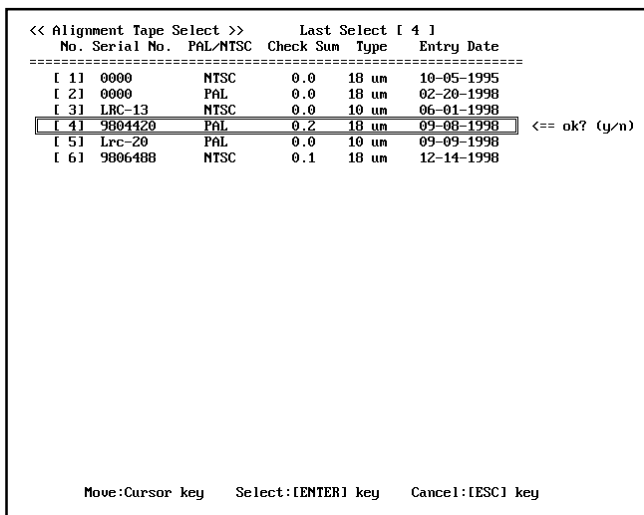 << Alignment Tape Select >> Last Select [ 4 ]
No. Serial No. PAL/NTSC Check Sum Type Entry Date
===============================================================
[ 1] 0000 NTSC 0.0 18 um 10-05-1995
[ 2] 0000 PAL 0.0 18 um 02-20-1998
[ 3] LRC-13 NTSC 0.0 10 um 06-01-1998
[ 4] 9804420 PAL 0.2 18 um 09-08-1998 <== ok? (y/n)
[ 5] Lrc-20 PAL 0.0 10 um 09-09-1998
[ 6] 9806488 NTSC 0.1 18 um 12-14-1998
Move:Cursor key Select:[ENTER] key Cancel:[ESC] key